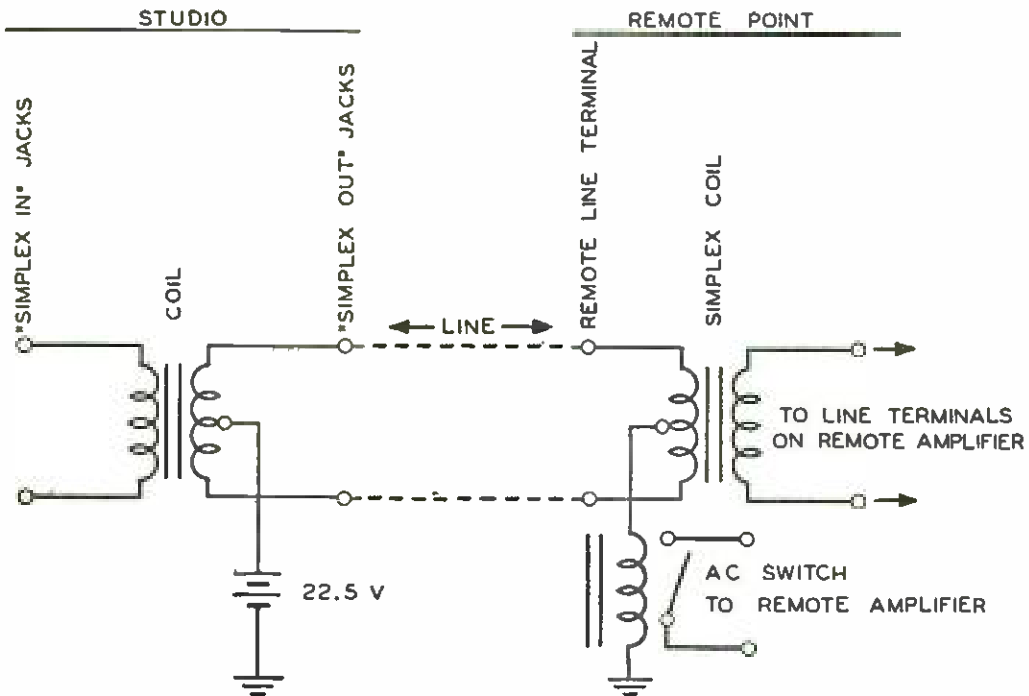 STUDIO
REMOTE POINT
"SIMPLEX IN" JACKS
COIL
"SIMPLEX OUT" JACKS
LINE
REMOTE LINE TERMINAL
SIMPLEX COIL
TO LINE TERMINALS
ON REMOTE AMPLIFIER
22.5 V
AC SWITCH
TO REMOTE AMPLIFIER